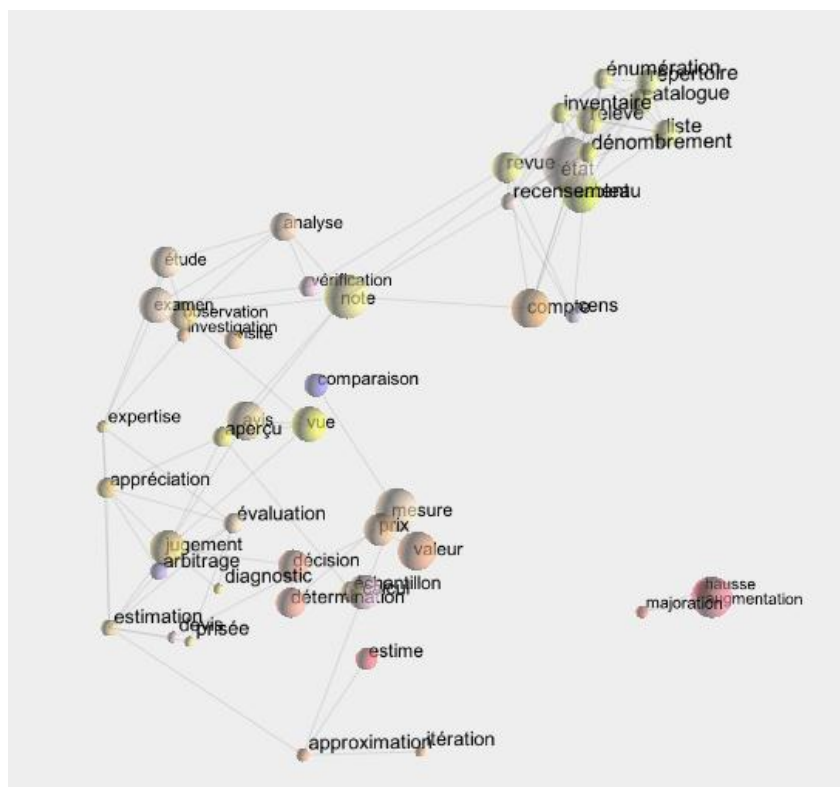 énumération
répertoire
catalogue
inventaire
relevé
liste
dénombrement
revue
état
recensement
analyse
étude
vérification
note
examen
observation
investigation
visite
compte
cens
comparaison
expertise
avis
aperçu
vue
appréciation
évaluation
mesure
prix
jugement
valeur
arbitrage
décision
diagnostic
échantillon
détermination
hausse
augmentation
majoration
estimation
devis
prisée
estime
approximation
itération